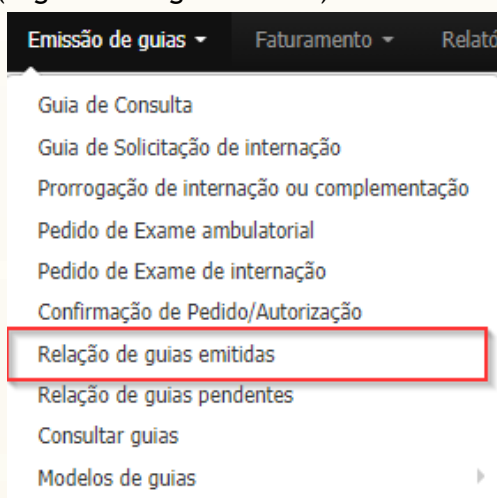 Emissão de guias Faturamento
Guia de Consulta
Guia de Solicitação de internação
Prorrogação de internação ou complementação
Pedido de Exame ambulatorial
Pedido de Exame de internação
Confirmação de Pedido/Autorização
Relação de guias emitidas
Relação de guias pendentes
Consultar guias
Modelos de guias